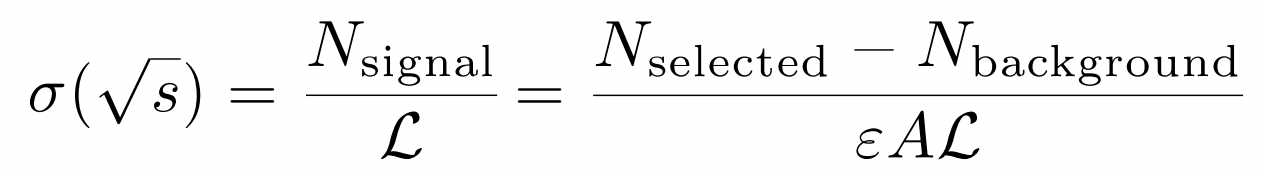 σ(√s) = N_signal / ℒ = (N_selected − N_background) / (εAℒ)